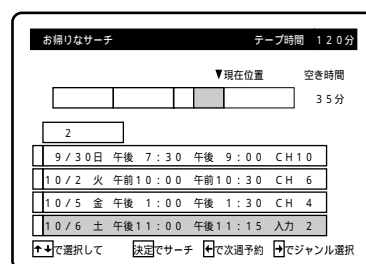 お帰りなサーチ テープ時間 120分
▼現在位置 空き時間
35分
2
9/30日 午後 7:30 午後 9:00 CH10
10/2 火 午前10:00 午前10:30 CH 6
10/5 金 午後 1:00 午後 1:30 CH 4
10/6 土 午後11:00 午後11:15 入力 2
↑↓で選択して 決定でサーチ ←で次週予約 →でジャンル選択